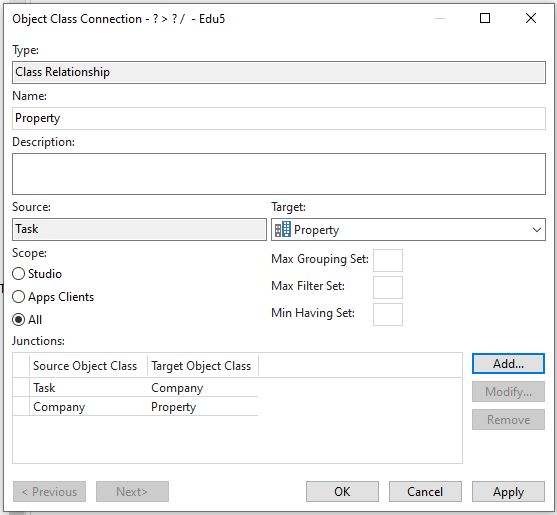 Object Class Connection - ? > ? / - Edu5
Type:
Class Relationship
Name:
Property
Description:
Source: Target:
Task Property
Scope:
Studio
Apps Clients
All
Max Grouping Set:
Max Filter Set:
Min Having Set:
Junctions:
Source Object Class Target Object Class
Task Company
Company Property
Add...
Modify...
Remove
< Previous Next> OK Cancel Apply